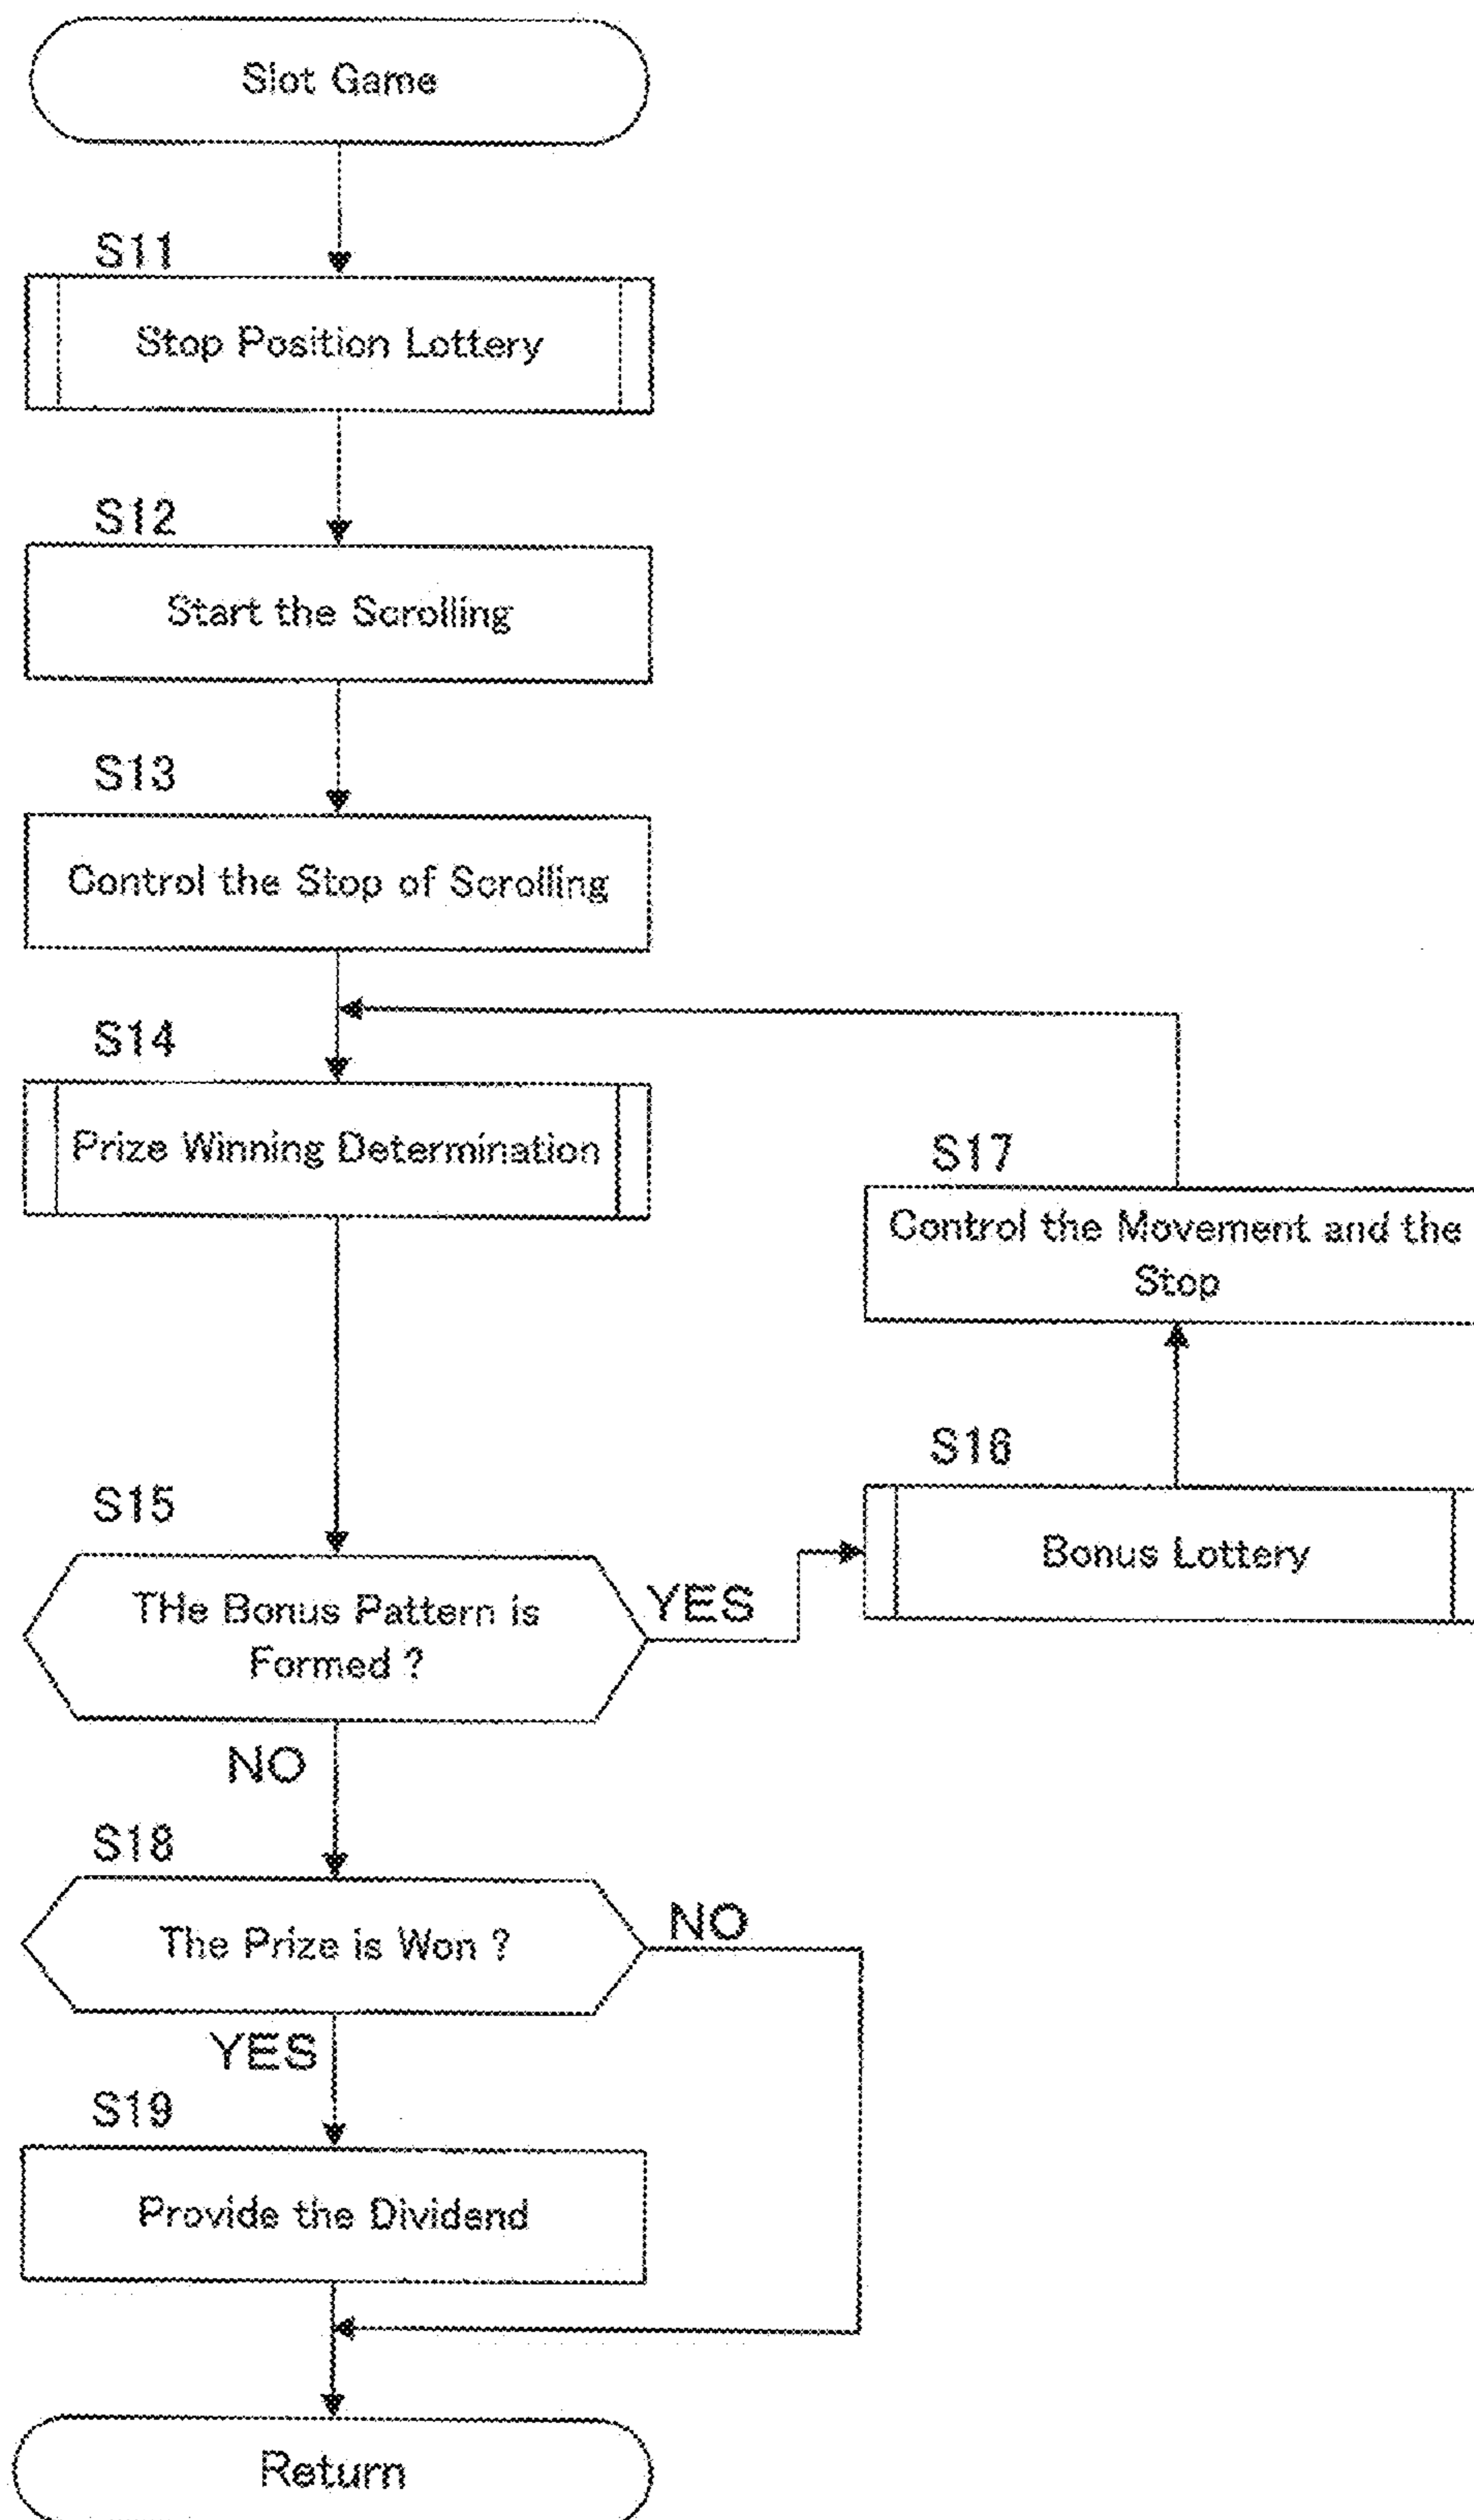 Slot Game
S11
Stop Position Lottery
S12
Start the Scrolling
S13
Control the Stop of Scrolling
S14
Prize Winning Determination
S17
Control the Movement and the
Stop
S16
Bonus Lottery
S15
THe Bonus Pattern is
Formed ?
YES
NO
S18
The Prize is Won ?
NO
YES
S19
Provide the Dividend
Return